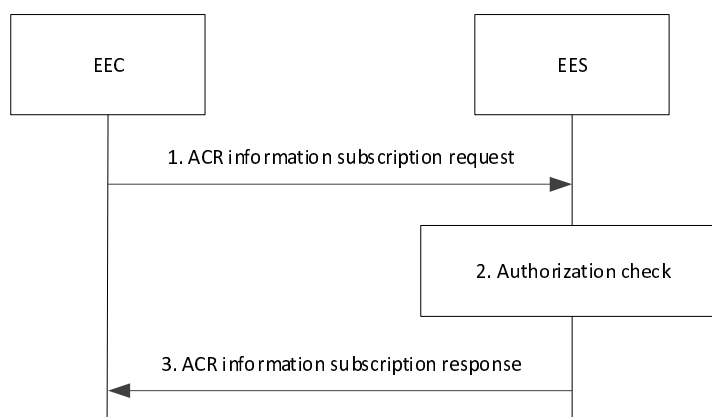 EEC
EES
1. ACR information subscription request
2. Authorization check
3. ACR information subscription response